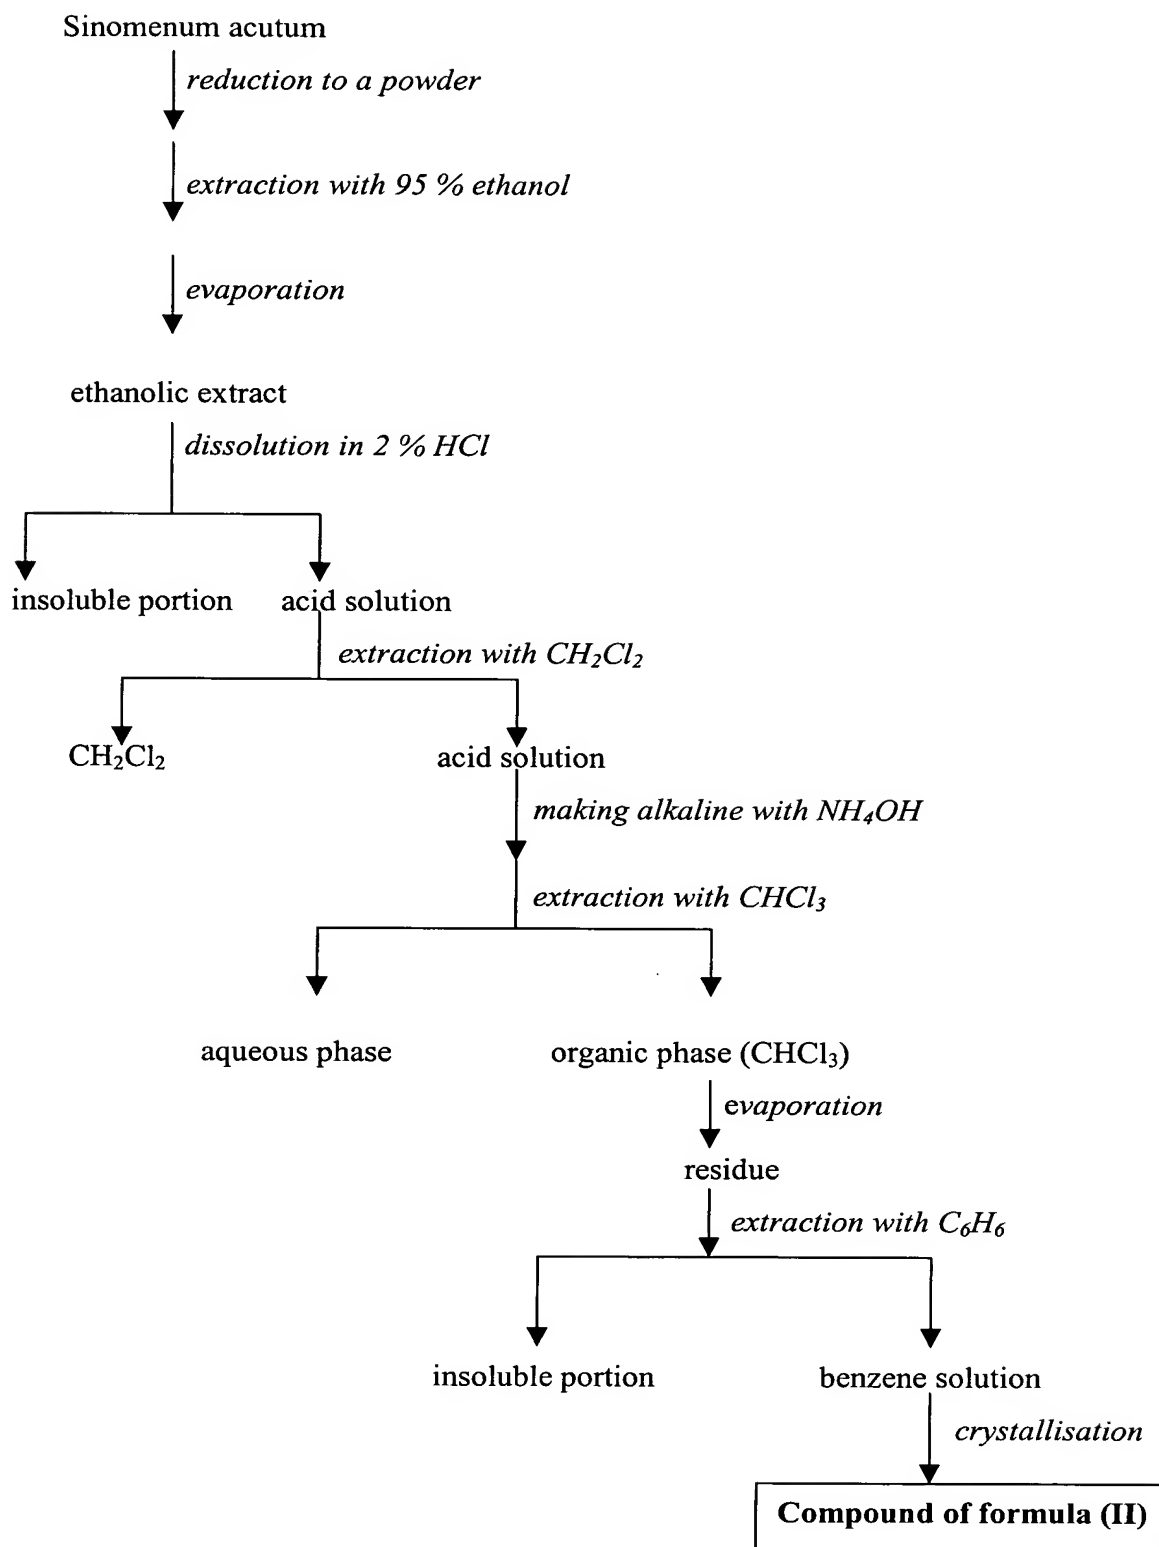 Sinomenum acutum
reduction to a powder
extraction with 95 % ethanol
evaporation
ethanolic extract
dissolution in 2 % HCl
insoluble portion acid solution
extraction with CH₂Cl₂
CH₂Cl₂ acid solution
making alkaline with NH₄OH
extraction with CHCl₃
aqueous phase organic phase (CHCl₃)
evaporation
residue
extraction with C₆H₆
insoluble portion benzene solution
crystallisation
Compound of formula (II)